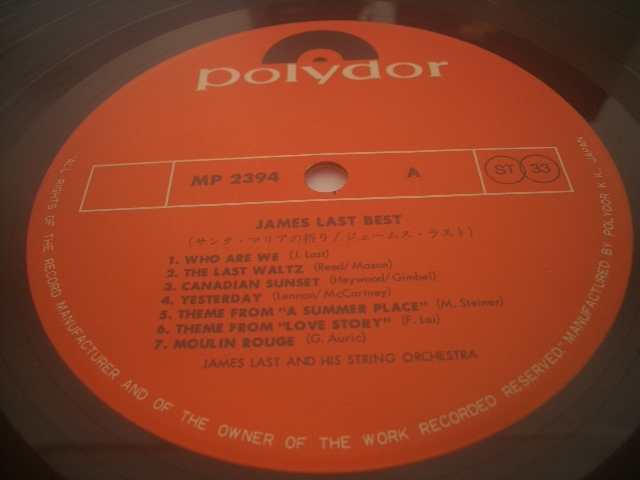 polydor
MP 2394 A ST 33
JAMES LAST BEST
(サンタ・マリアの祈り/ジェームス・ラスト)
1. WHO ARE WE (J. Last)
2. THE LAST WALTZ (Reed/Mason)
3. CANADIAN SUNSET (Heywood/Gimbel)
4. YESTERDAY (Lennon/McCartney)
5. THEME FROM "A SUMMER PLACE" (M. Steiner)
6. THEME FROM "LOVE STORY" (F. Lai)
7. MOULIN ROUGE (G. Auric)
JAMES LAST AND HIS STRING ORCHESTRA
ALL RIGHTS OF THE RECORD MANUFACTURER AND OF THE OWNER OF THE WORK RECORDED RESERVED." MANUFACTURED BY POLYDOR K.K. JAPAN